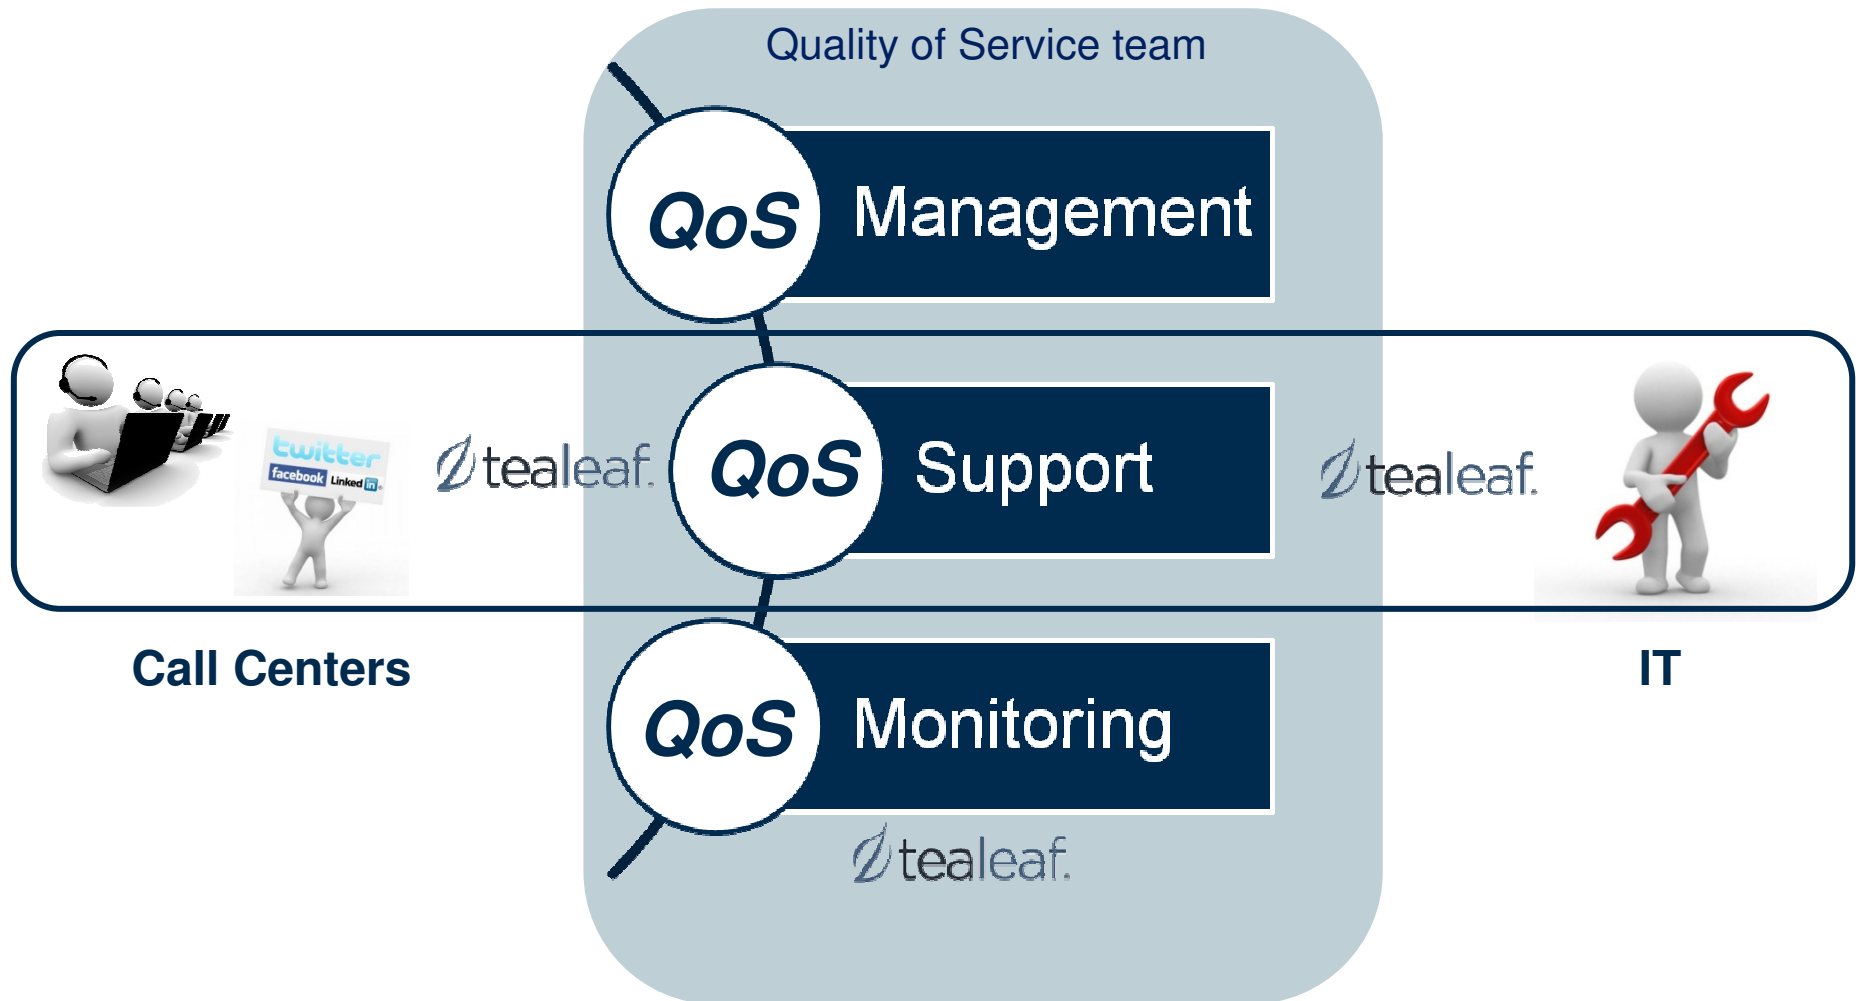 Quality of Service team
QoS Management
twitter
facebook Linked in
tealeaf.
QoS Support
tealeaf.
Call Centers
IT
QoS Monitoring
tealeaf.